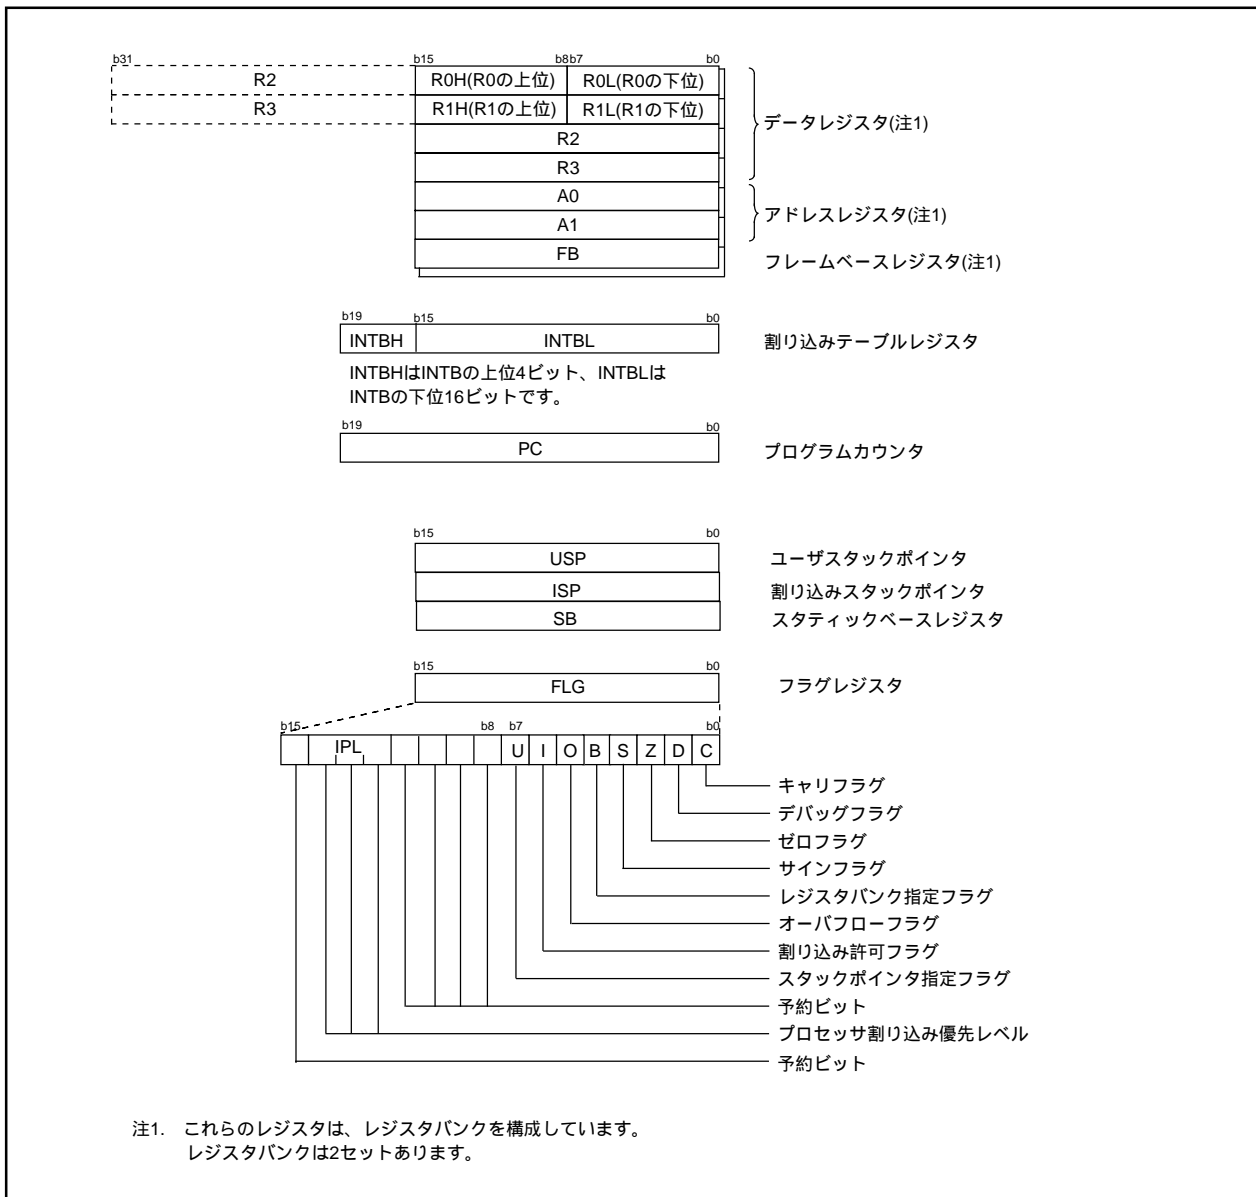 b31 b15 b8b7 b0
R2 R0H(R0の上位) R0L(R0の下位)
R3 R1H(R1の上位) R1L(R1の下位)
データレジスタ(注1)
R2
R3
A0
アドレスレジスタ(注1)
A1
FB フレームベースレジスタ(注1)
b19 b15 b0
INTBH INTBL 割り込みテーブルレジスタ
INTBHはINTBの上位4ビット、INTBLは
INTBの下位16ビットです。
b19 b0
PC プログラムカウンタ
b15 b0
USP ユーザスタックポインタ
ISP 割り込みスタックポインタ
SB スタティックベースレジスタ
b15 b0
FLG フラグレジスタ
b15 b8 b7 b0
IPL U I O B S Z D C
キャリフラグ
デバッグフラグ
ゼロフラグ
サインフラグ
レジスタバンク指定フラグ
オーバフローフラグ
割り込み許可フラグ
スタックポインタ指定フラグ
予約ビット
プロセッサ割り込み優先レベル
予約ビット
注1. これらのレジスタは、レジスタバンクを構成しています。
レジスタバンクは2セットあります。